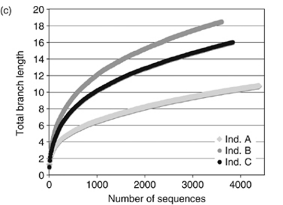 (c)
Total branch length
20
18
16
14
12
10
8
6
4
2
0
0 1000 2000 3000 4000
Number of sequences
Ind. A
Ind. B
Ind. C